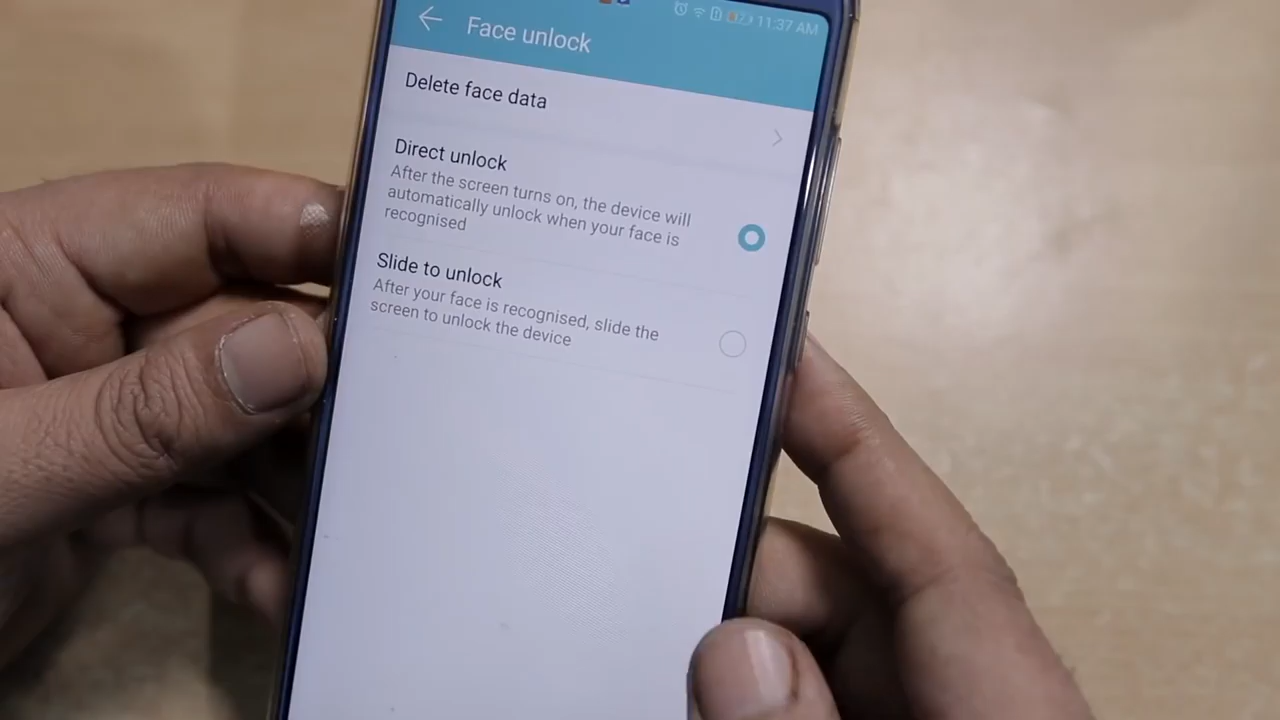 11:37 AM
Face unlock
Delete face data
Direct unlock
After the screen turns on, the device will
automatically unlock when your face is
recognised
Slide to unlock
After your face is recognised, slide the
screen to unlock the device